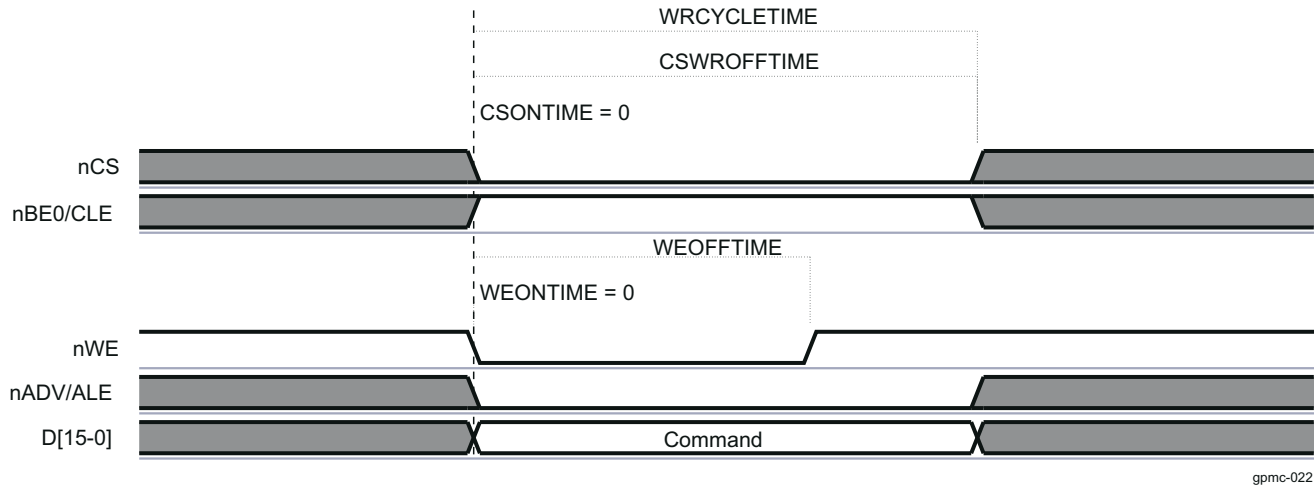 WRCYCLETIME
CSWROFFTIME
CSONTIME = 0
nCS
nBE0/CLE
WEOFFTIME
WEONTIME = 0
nWE
nADV/ALE
D[15-0]
Command
gpmc-022